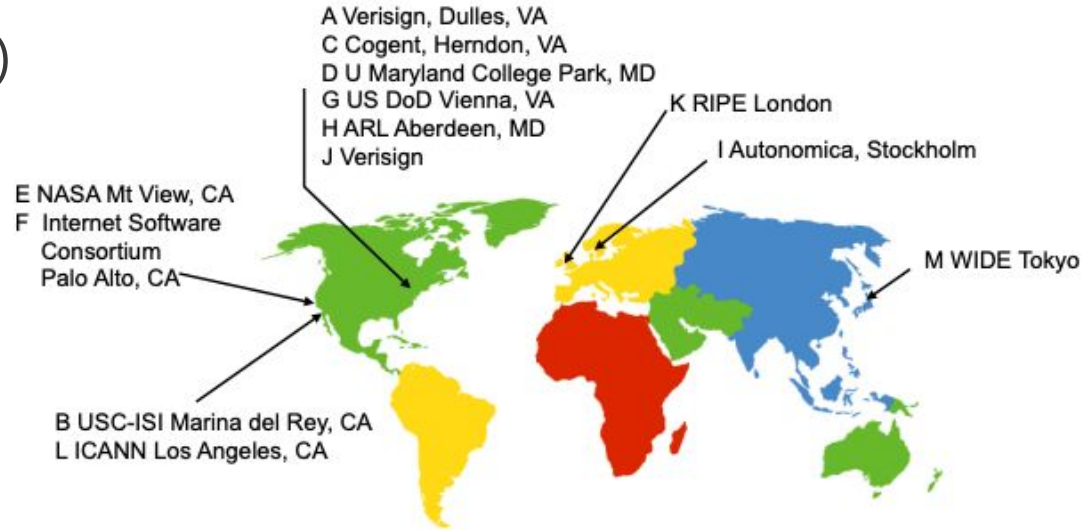 )
A Verisign, Dulles, VA
C Cogent, Herndon, VA
D U Maryland College Park, MD
G US DoD Vienna, VA
H ARL Aberdeen, MD
J Verisign
K RIPE London
I Autonomica, Stockholm
E NASA Mt View, CA
F Internet Software
Consortium
Palo Alto, CA
M WIDE Tokyo
B USC-ISI Marina del Rey, CA
L ICANN Los Angeles, CA